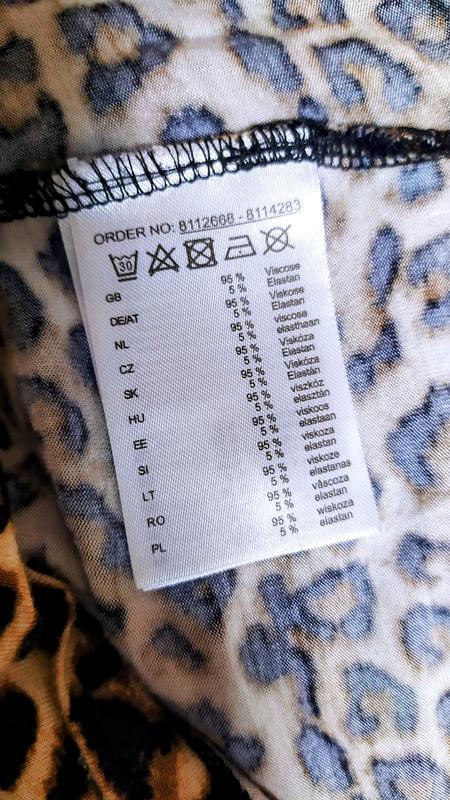 ORDER NO: 8112668 - 8114283
30
GB 95 % Viscose
5 % Elastan
DE/AT 95 % Viskose
5 % Elastan
NL 95 % viscose
5 % elasthaan
CZ 95 % Viskóza
5 % Elastan
SK 95 % Viskóza
5 % Elastán
HU 95 % viszkóz
5 % elasztán
EE 95 % viskoos
5 % elastaan
SI 95 % viskoza
5 % elastan
LT 95 % viskoze
5 % elastanas
RO 95 % vâscoza
5 % elastan
PL 95 % viskoza
5 % elastan